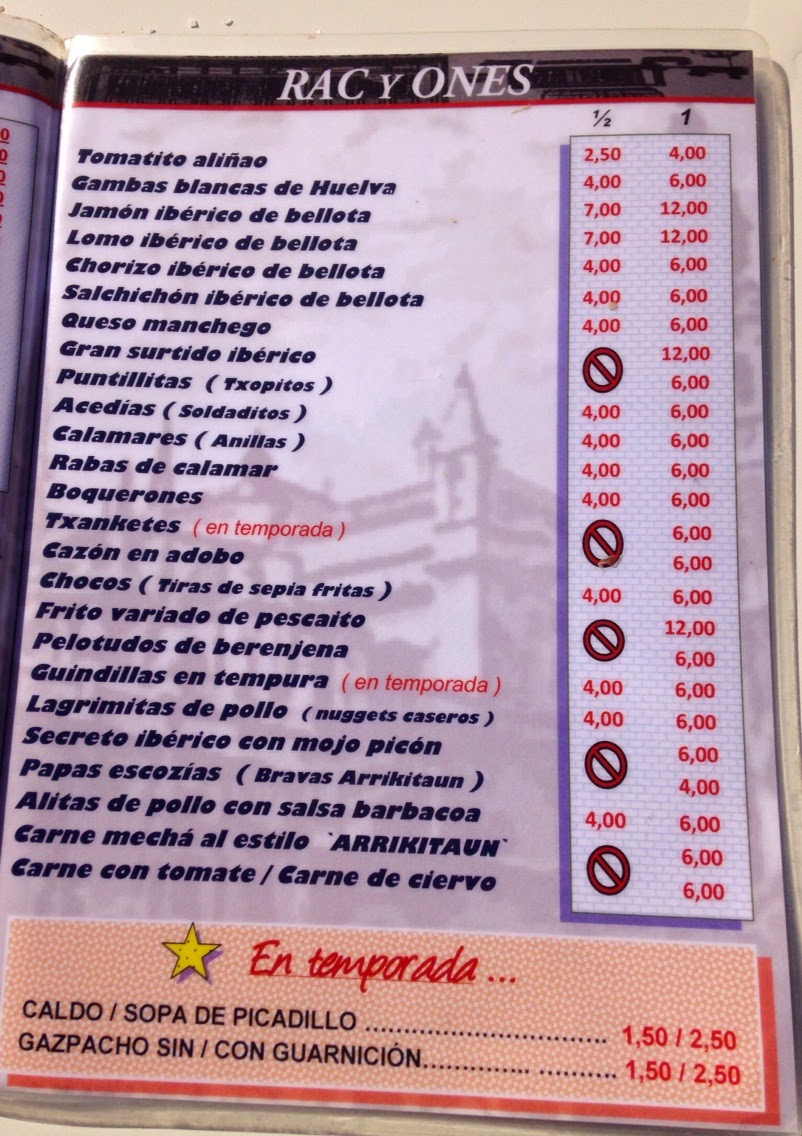 RAC Y ONES
½ 1
Tomatito aliñao 2,50 4,00
Gambas blancas de Huelva 4,00 6,00
Jamón ibérico de bellota 7,00 12,00
Lomo ibérico de bellota 7,00 12,00
Chorizo ibérico de bellota 4,00 6,00
Salchichón ibérico de bellota 4,00 6,00
Queso manchego 4,00 6,00
Gran surtido ibérico 12,00
Puntillitas ( Txopitos ) 6,00
Acedías ( Soldaditos ) 4,00 6,00
Calamares ( Anillas ) 4,00 6,00
Rabas de calamar 4,00 6,00
Boquerones 4,00 6,00
Txanketes ( en temporada ) 6,00
Cazón en adobo 6,00
Chocos ( Tiras de sepia fritas ) 4,00 6,00
Frito variado de pescaito 12,00
Pelotudos de berenjena 6,00
Guindillas en tempura ( en temporada ) 4,00 6,00
Lagrimitas de pollo ( nuggets caseros ) 4,00 6,00
Secreto ibérico con mojo picón 6,00
Papas escozías ( Bravas Arrikitaun ) 4,00
Alitas de pollo con salsa barbacoa 4,00 6,00
Carne mechá al estilo `ARRIKITAUN` 6,00
Carne con tomate / Carne de ciervo 6,00
En temporada ...
CALDO / SOPA DE PICADILLO ................................ 1,50 / 2,50
GAZPACHO SIN / CON GUARNICIÓN.............. .......... 1,50 / 2,50